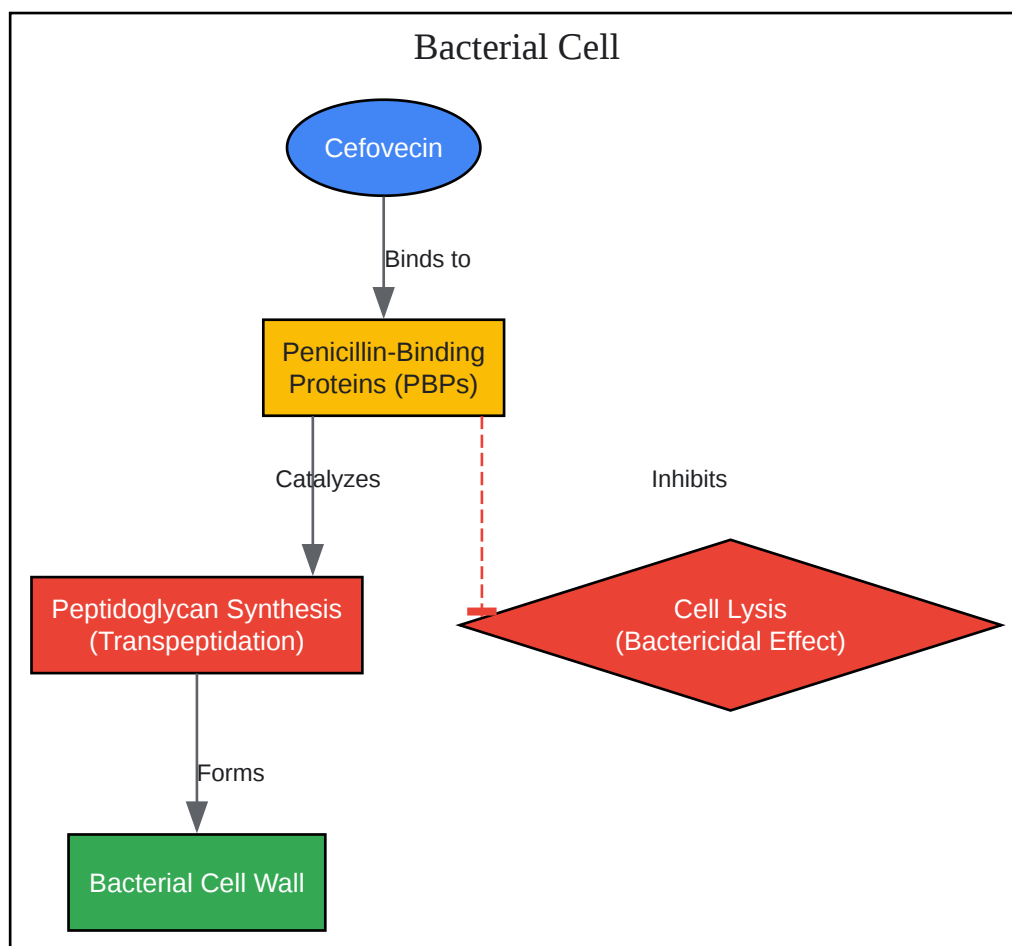 Bacterial Cell
Cefovecin
Binds to
Penicillin-Binding
Proteins (PBPs)
Catalyzes
Inhibits
Peptidoglycan Synthesis
(Transpeptidation)
Cell Lysis
(Bactericidal Effect)
Forms
Bacterial Cell Wall